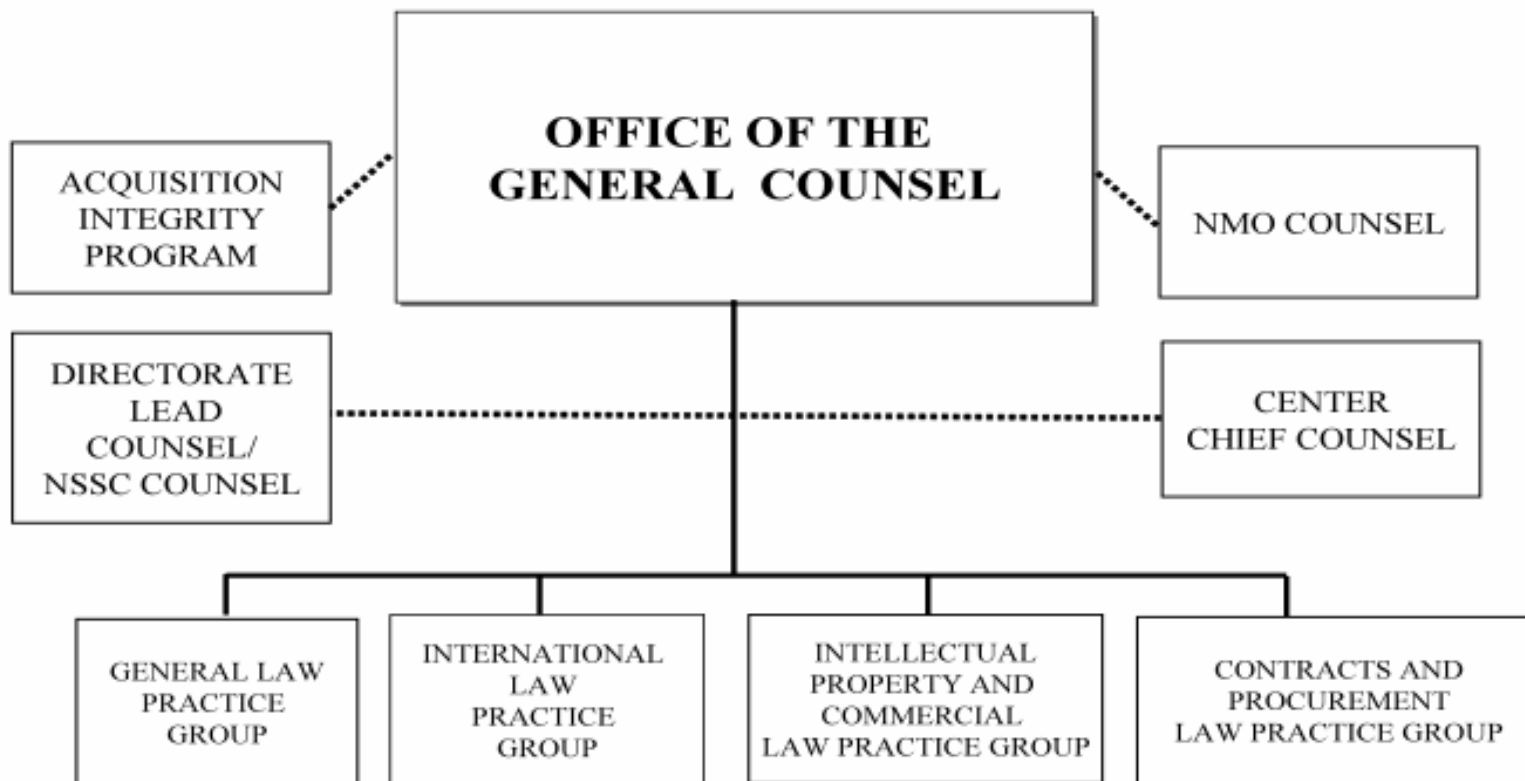 OFFICE OF THE
GENERAL COUNSEL
ACQUISITION
INTEGRITY
PROGRAM
NMO COUNSEL
DIRECTORATE
LEAD
COUNSEL/
NSSC COUNSEL
CENTER
CHIEF COUNSEL
GENERAL LAW
PRACTICE
GROUP
INTERNATIONAL
LAW
PRACTICE
GROUP
INTELLECTUAL
PROPERTY AND
COMMERCIAL
LAW PRACTICE GROUP
CONTRACTS AND
PROCUREMENT
LAW PRACTICE GROUP